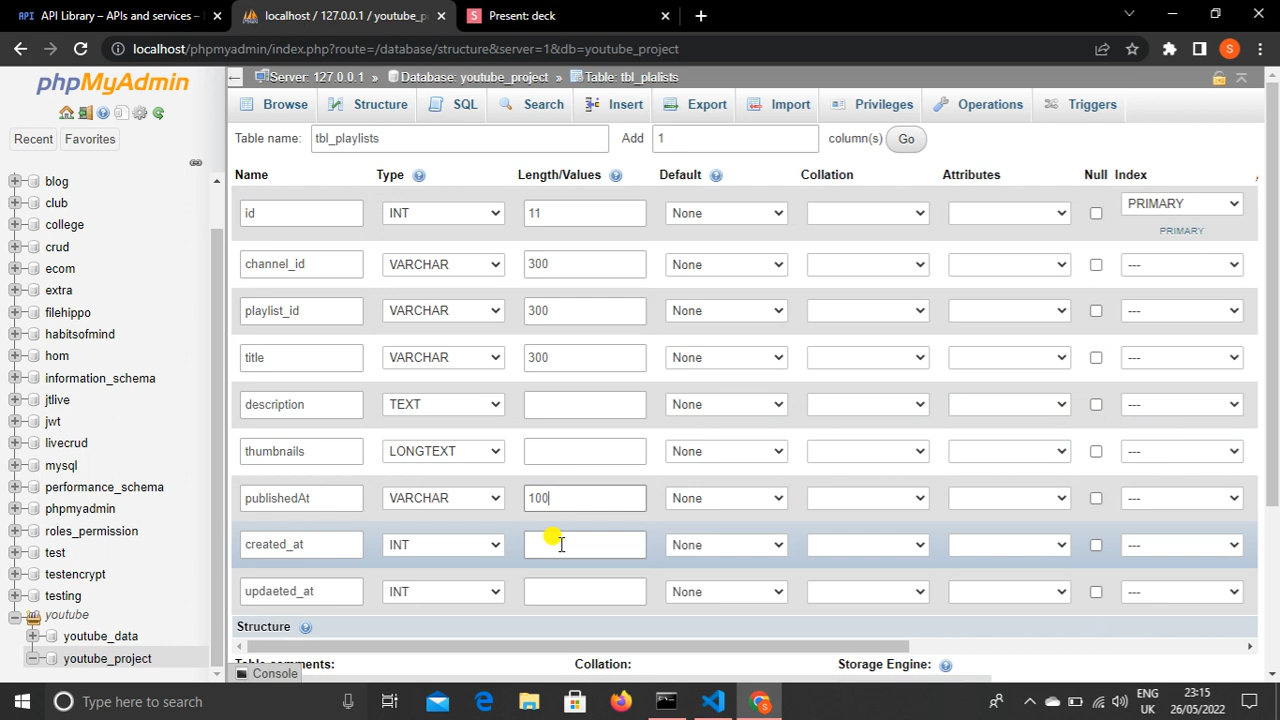 API Library – APIs and services –
localhost / 127.0.0.1 / youtube_p
Present: deck
localhost/phpmyadmin/index.php?route=/database/structure&server=1&db=youtube_project
S
phpMyAdmin
Recent Favorites
blog
club
college
crud
ecom
extra
filehippo
habitsofmind
hom
information_schema
jtlive
jwt
livecrud
mysql
performance_schema
phpmyadmin
roles_permission
test
testencrypt
testing
youtube
youtube_data
youtube_project
Server: 127.0.0.1 » Database: youtube_project » Table: tbl_plalists
Browse Structure SQL Search Insert Export Import Privileges Operations Triggers
Table name: tbl_playlists Add 1 column(s) Go
Name Type Length/Values Default Collation Attributes Null Index
id INT 11 None PRIMARY
PRIMARY
channel_id VARCHAR 300 None ---
playlist_id VARCHAR 300 None ---
title VARCHAR 300 None ---
description TEXT None ---
thumbnails LONGTEXT None ---
publishedAt VARCHAR 100 None ---
created_at INT None ---
updaeted_at INT None ---
Structure
Table comments: Collation: Storage Engine:
Console
Type here to search
ENG
UK
23:15
26/05/2022